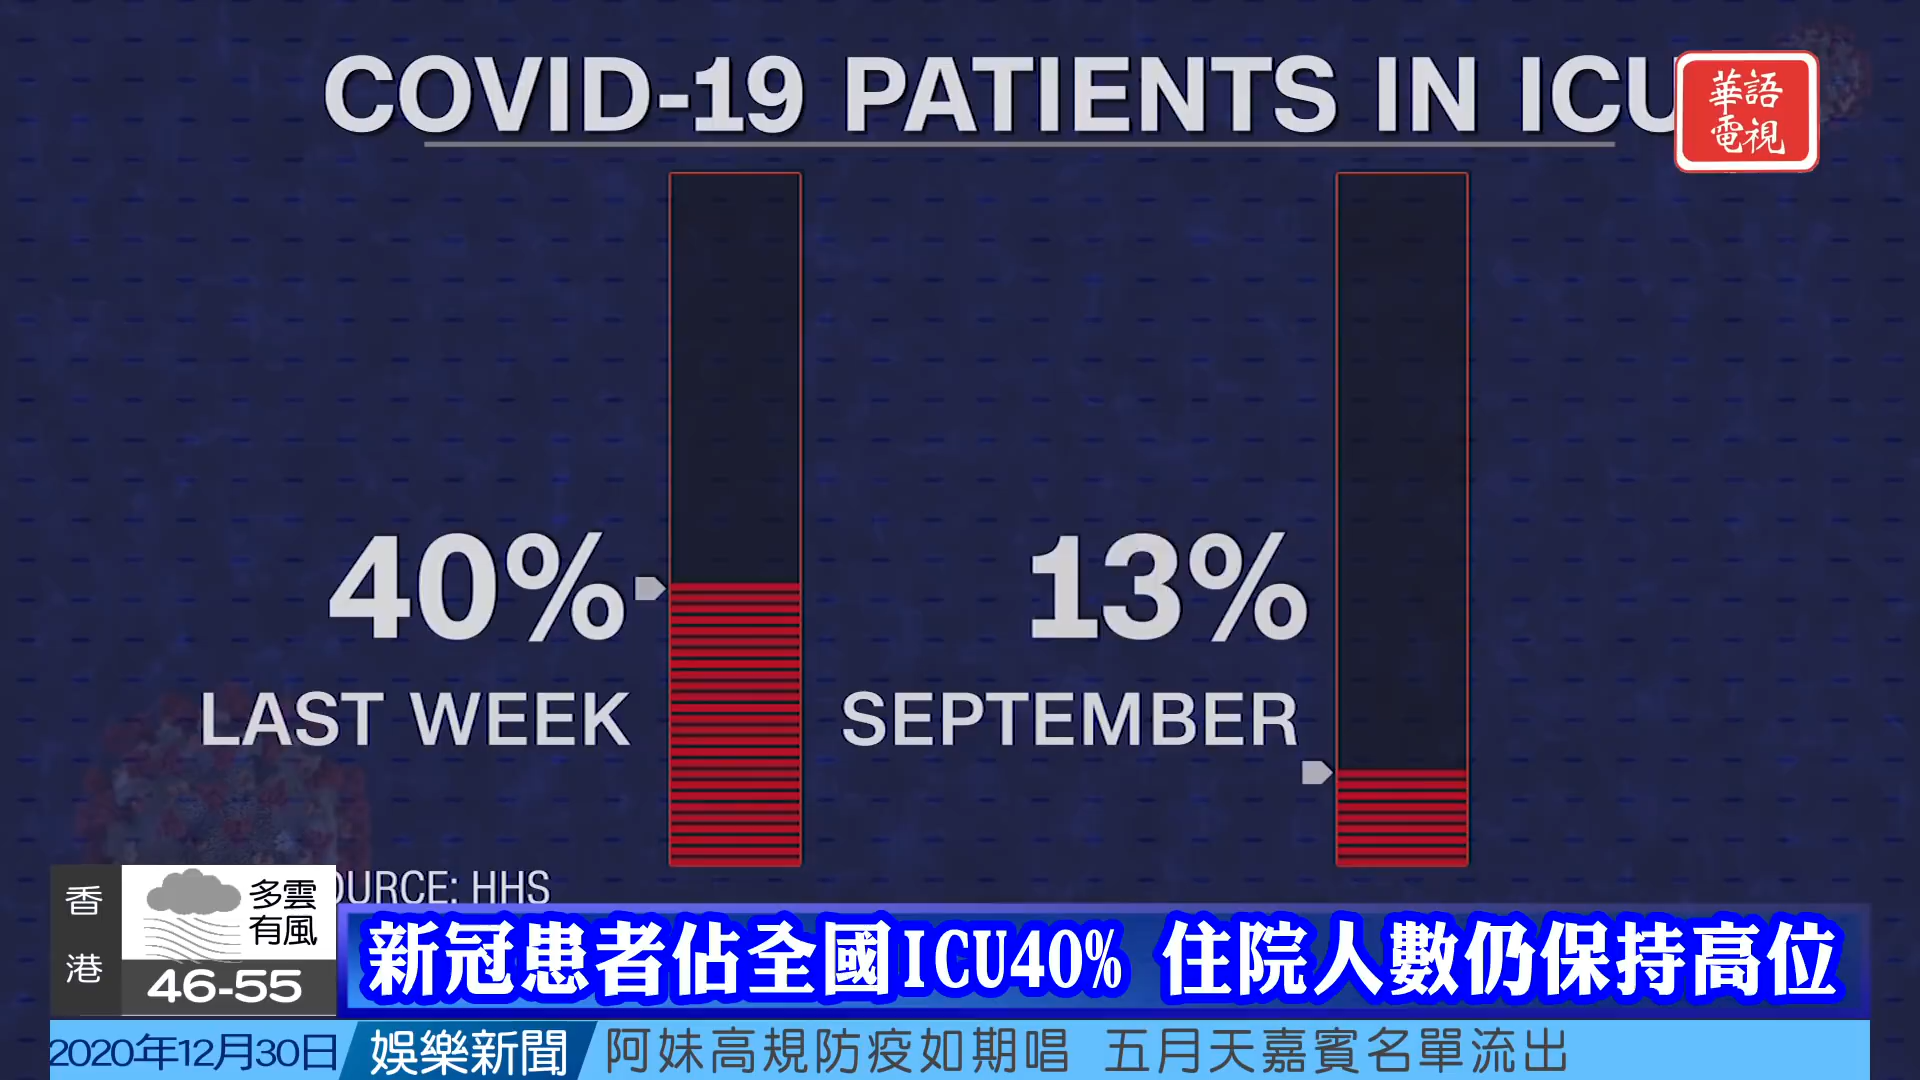 COVID-19 PATIENTS IN ICU
華語
電視
40%
LAST WEEK
13%
SEPTEMBER
OURCE: HHS
香港
多雲
有風
46-55
新冠患者佔全國ICU40% 住院人數仍保持高位
2020年12月30日
娛樂新聞
阿妹高規防疫如期唱 五月天嘉賓名單流出